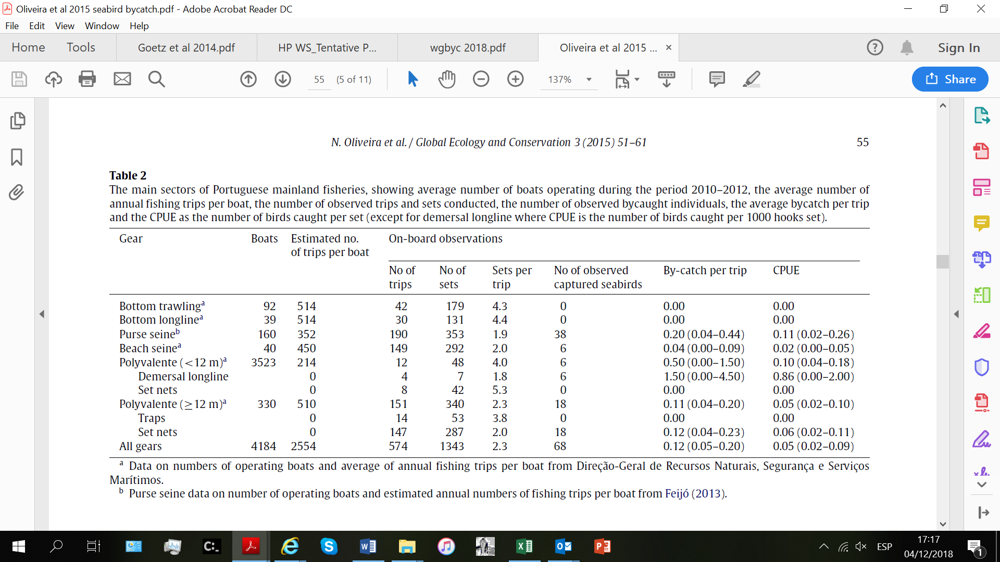 Oliveira et al 2015 seabird bycatch.pdf - Adobe Acrobat Reader DC
File Edit View Window Help
Home Tools Goetz et al 2014.pdf HP WS_Tentative P... wgbyc 2018.pdf Oliveira et al 2015 ... × Sign In
55 (5 of 11) 137% Share
N. Oliveira et al. / Global Ecology and Conservation 3 (2015) 51–61 55
Table 2
The main sectors of Portuguese mainland fisheries, showing average number of boats operating during the period 2010–2012, the average number of
annual fishing trips per boat, the number of observed trips and sets conducted, the number of observed bycaught individuals, the average bycatch per trip
and the CPUE as the number of birds caught per set (except for demersal longline where CPUE is the number of birds caught per 1000 hooks set).
Gear Boats Estimated no. On-board observations
of trips per boat
No of No of Sets per No of observed By-catch per trip CPUE
trips sets trip captured seabirds
Bottom trawlingᵃ 92 514 42 179 4.3 0 0.00 0.00
Bottom longlineᵃ 39 514 30 131 4.4 0 0.00 0.00
Purse seineᵇ 160 352 190 353 1.9 38 0.20 (0.04–0.44) 0.11 (0.02–0.26)
Beach seineᵃ 40 450 149 292 2.0 6 0.04 (0.00–0.09) 0.02 (0.00–0.05)
Polyvalente (<12 m)ᵃ 3523 214 12 48 4.0 6 0.50 (0.00–1.50) 0.10 (0.04–0.18)
Demersal longline 0 4 7 1.8 6 1.50 (0.00–4.50) 0.86 (0.00–2.00)
Set nets 0 8 42 5.3 0 0.00 0.00
Polyvalente (≥12 m)ᵃ 330 510 151 340 2.3 18 0.11 (0.04–0.20) 0.05 (0.02–0.10)
Traps 0 14 53 3.8 0 0.00 0.00
Set nets 0 147 287 2.0 18 0.12 (0.04–0.23) 0.06 (0.02–0.11)
All gears 4184 2554 574 1343 2.3 68 0.12 (0.05–0.20) 0.05 (0.02–0.09)
ᵃ Data on numbers of operating boats and average of annual fishing trips per boat from Direção-Geral de Recursos Naturais, Segurança e Serviços
Marítimos.
ᵇ Purse seine data on number of operating boats and estimated annual numbers of fishing trips per boat from Feijó (2013).
C:\_ ESP 17:17
04/12/2018 1